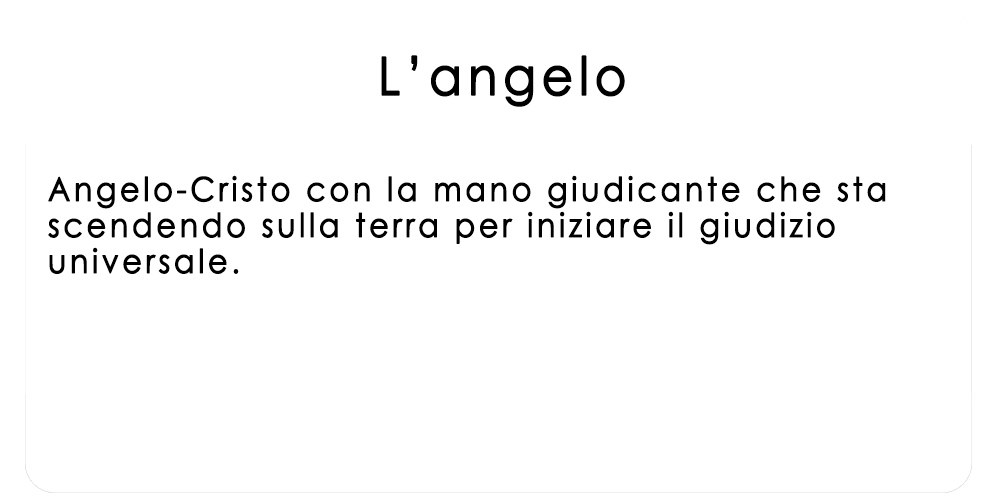 L’angelo
Angelo-Cristo con la mano giudicante che sta
scendendo sulla terra per iniziare il giudizio
universale.